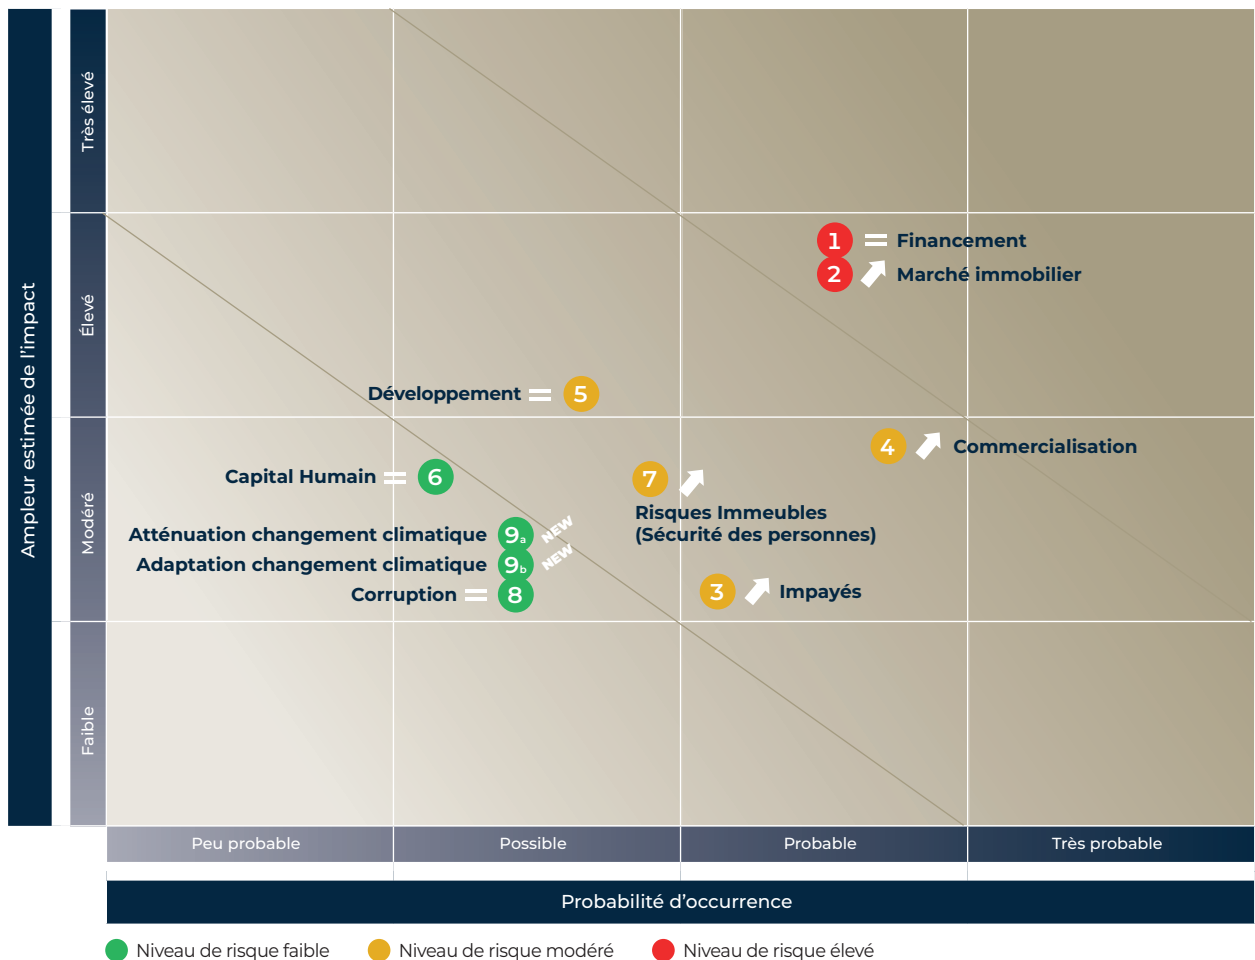 Ampleur estimée de l'impact
Très élevé
Élevé
Modéré
Faible
1 = Financement
2 Marché immobilier
Développement = 5
4 Commercialisation
Capital Humain = 6
7
Risques Immeubles
(Sécurité des personnes)
Atténuation changement climatique 9a NEW
Adaptation changement climatique 9b NEW
Corruption = 8
3 Impayés
Peu probable
Possible
Probable
Très probable
Probabilité d'occurrence
Niveau de risque faible
Niveau de risque modéré
Niveau de risque élevé